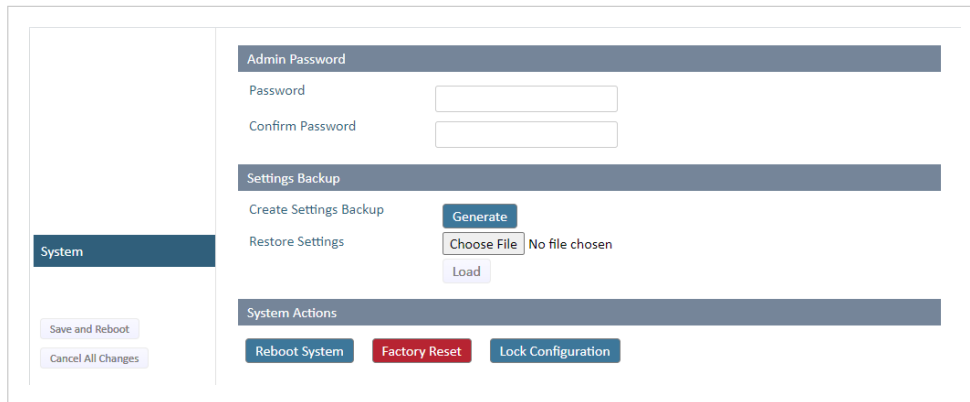 Admin Password
Password
Confirm Password
Settings Backup
Create Settings Backup
Generate
Restore Settings
Choose File No file chosen
Load
System
System Actions
Reboot System
Factory Reset
Lock Configuration
Save and Reboot
Cancel All Changes